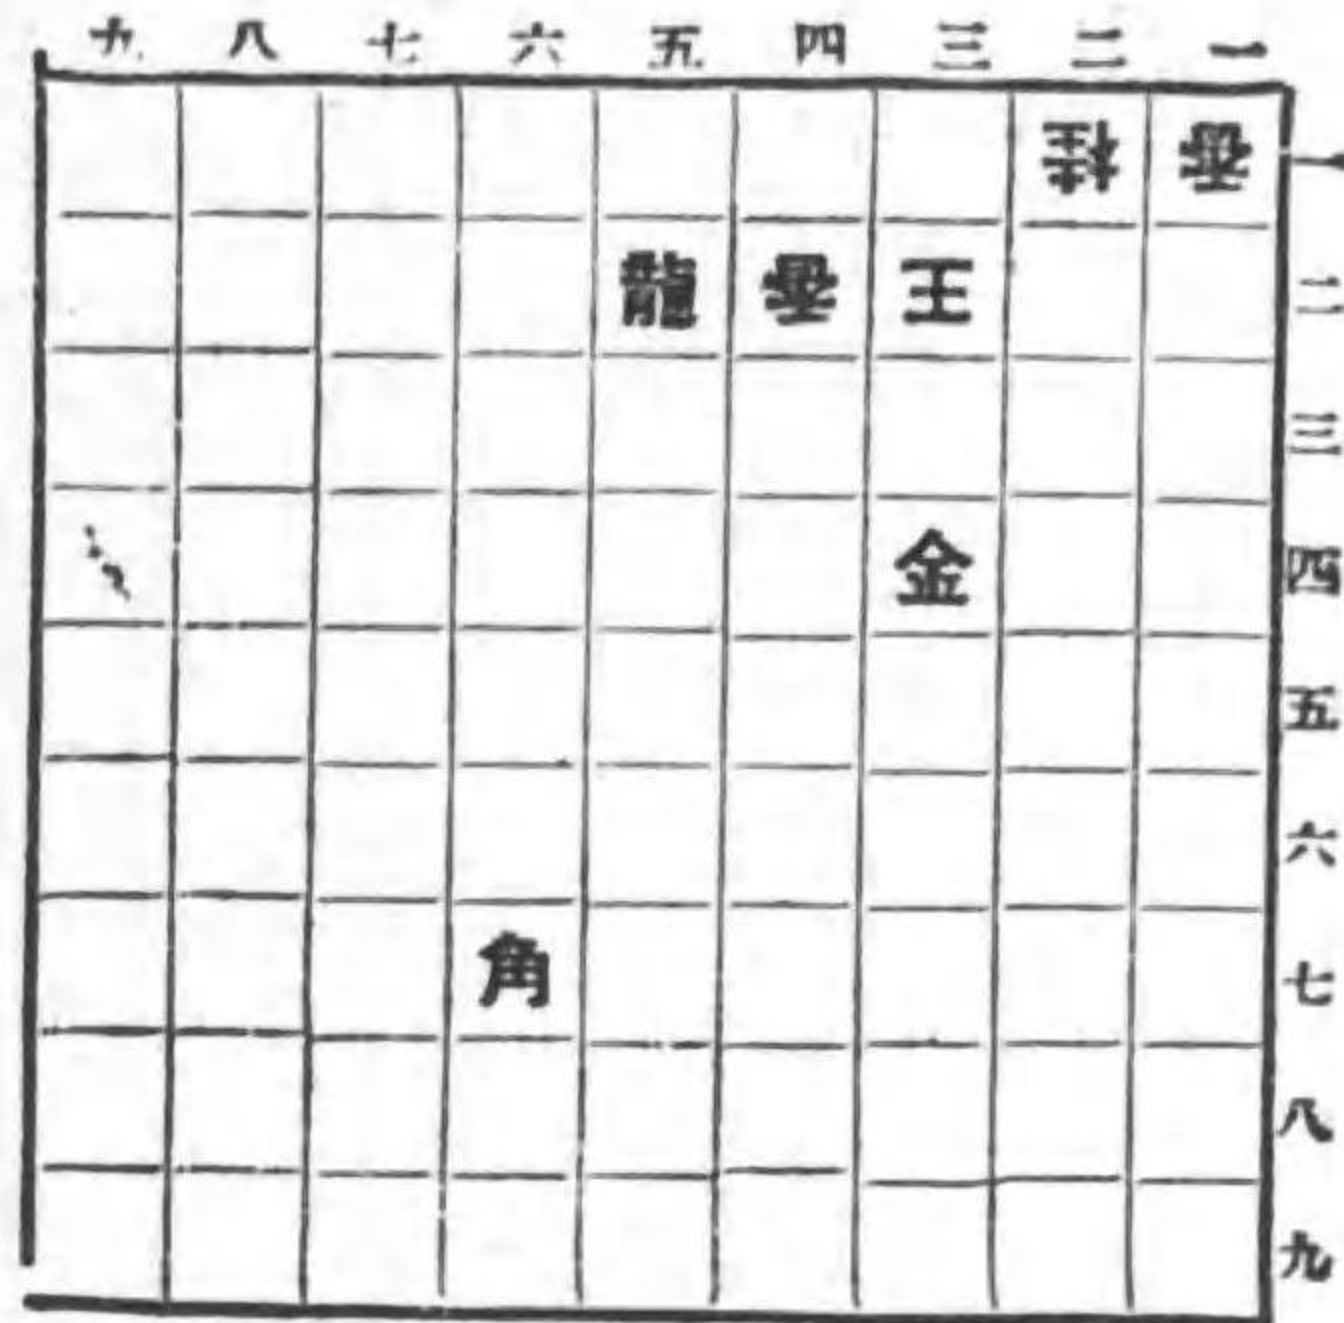 九 八 七 六 五 四 三 二 一
桂 香 一
龍 香 王 二
三
金 四
五
六
角 七
八
九